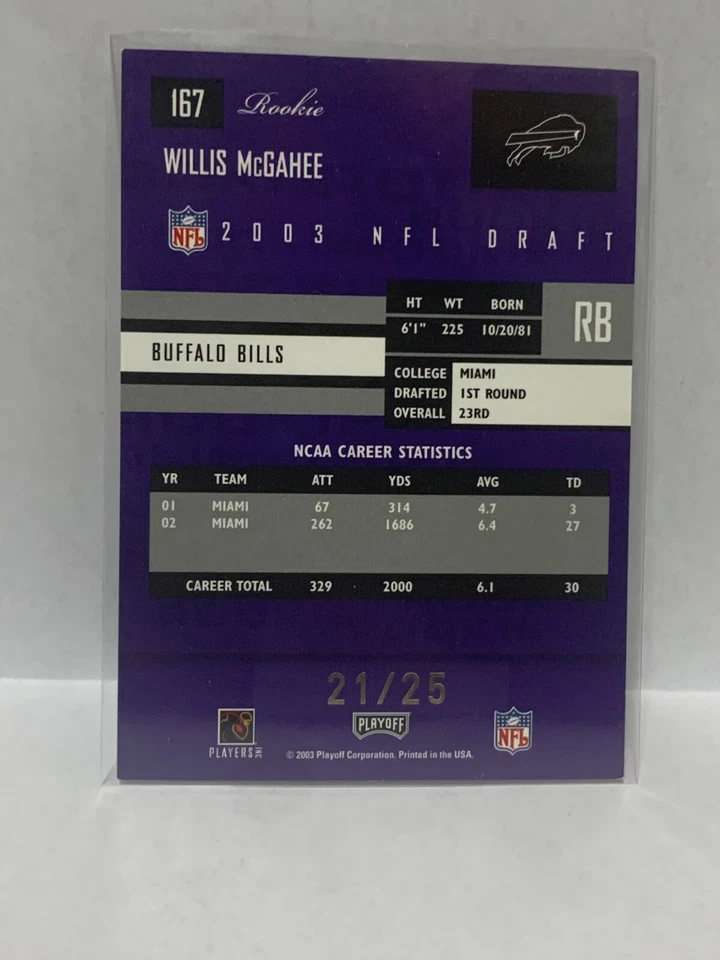 167 Rookie
WILLIS McGAHEE
NFL 2003 NFL DRAFT
HT WT BORN
6'1" 225 10/20/81
RB
BUFFALO BILLS
COLLEGE MIAMI
DRAFTED 1ST ROUND
OVERALL 23RD
NCAA CAREER STATISTICS
YR TEAM ATT YDS AVG TD
01 MIAMI 67 314 4.7 3
02 MIAMI 262 1686 6.4 27
CAREER TOTAL 329 2000 6.1 30
21/25
PLAYOFF
NFL
PLAYERS INC
© 2003 Playoff Corporation. Printed in the USA.